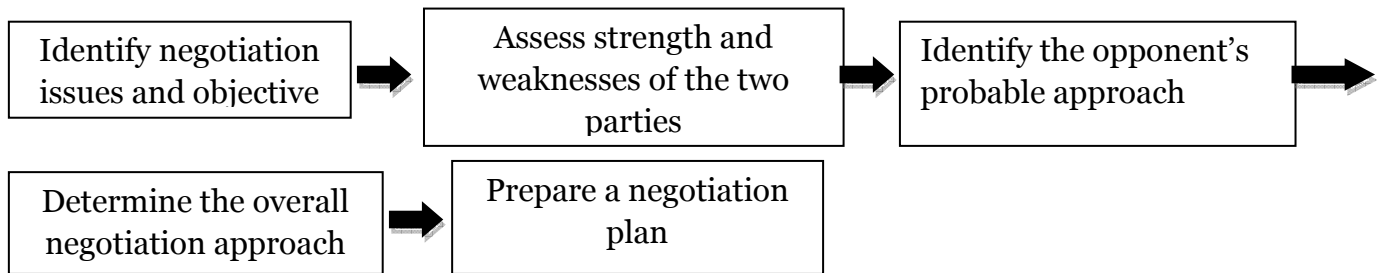 Identify negotiation
issues and objective
Assess strength and
weaknesses of the two
parties
Identify the opponent’s
probable approach
Determine the overall
negotiation approach
Prepare a negotiation
plan